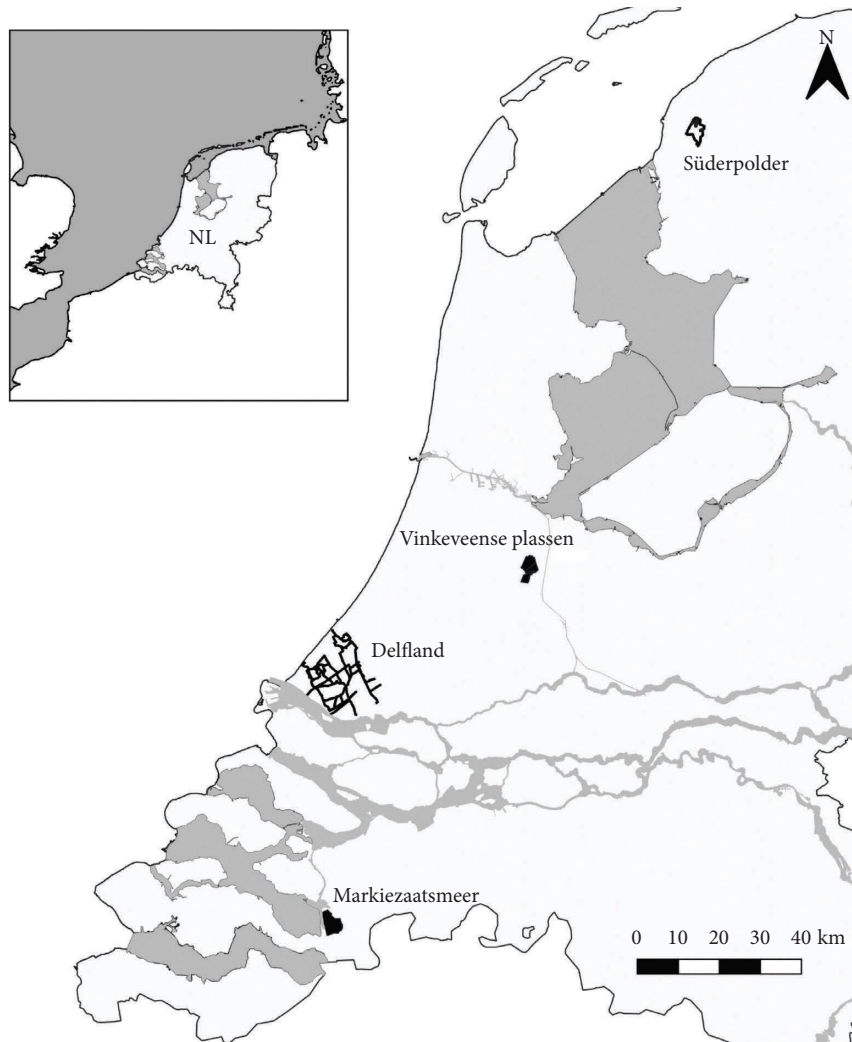 NL
N
Süderpolder
Vinkeveense plassen
Delfland
Markiezaatsmeer
0 10 20 30 40 km